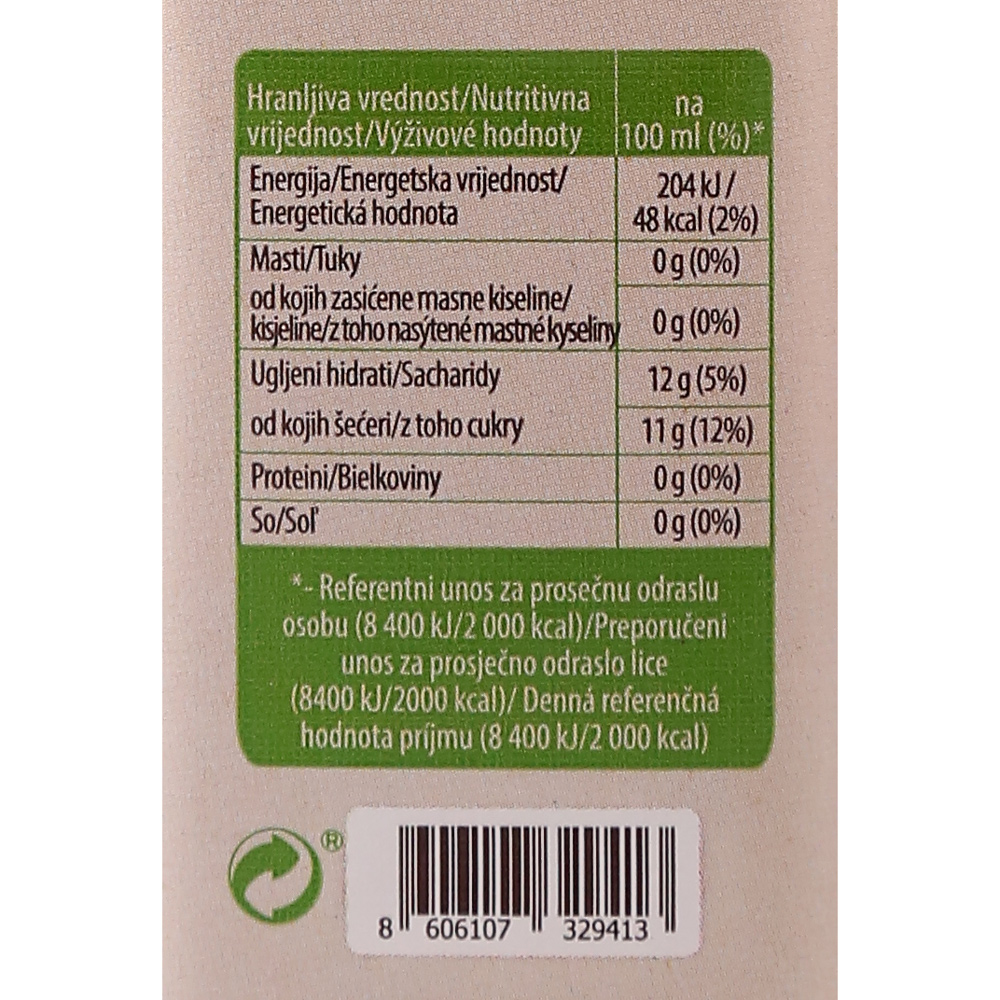 Hranljiva vrednost/Nutritivna
vrijednost/Výživové hodnoty
na
100 ml (%)*
Energija/Energetska vrijednost/
Energetická hodnota
204 kJ /
48 kcal (2%)
Masti/Tuky
0 g (0%)
od kojih zasićene masne kiseline/
kisjeline/z toho nasýtené mastné kyseliny
0 g (0%)
Ugljeni hidrati/Sacharidy
12 g (5%)
od kojih šećeri/z toho cukry
11 g (12%)
Proteini/Bielkoviny
0 g (0%)
So/Soľ
0 g (0%)
*- Referentni unos za prosečnu odraslu
osobu (8 400 kJ/2 000 kcal)/Preporučeni
unos za prosječno odraslo lice
(8400 kJ/2000 kcal)/ Denná referenčná
hodnota príjmu (8 400 kJ/2 000 kcal)
®
8 606107 329413